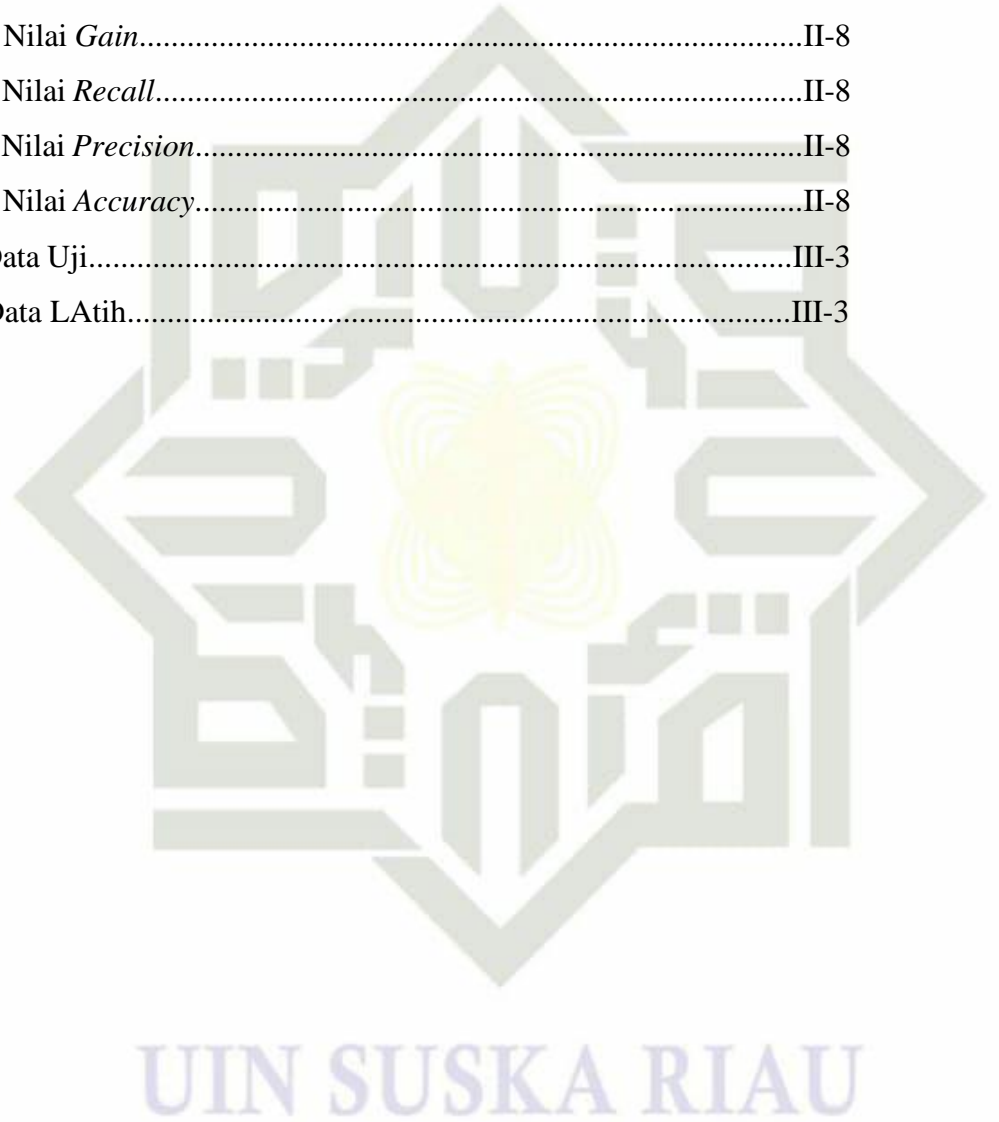 Nilai Gain....................................................................................II-8
Nilai Recall..................................................................................II-8
Nilai Precision.............................................................................II-8
Nilai Accuracy.............................................................................II-8
ata Uji.........................................................................................III-3
ata LAtih.....................................................................................III-3
UIN SUSKA RIAU